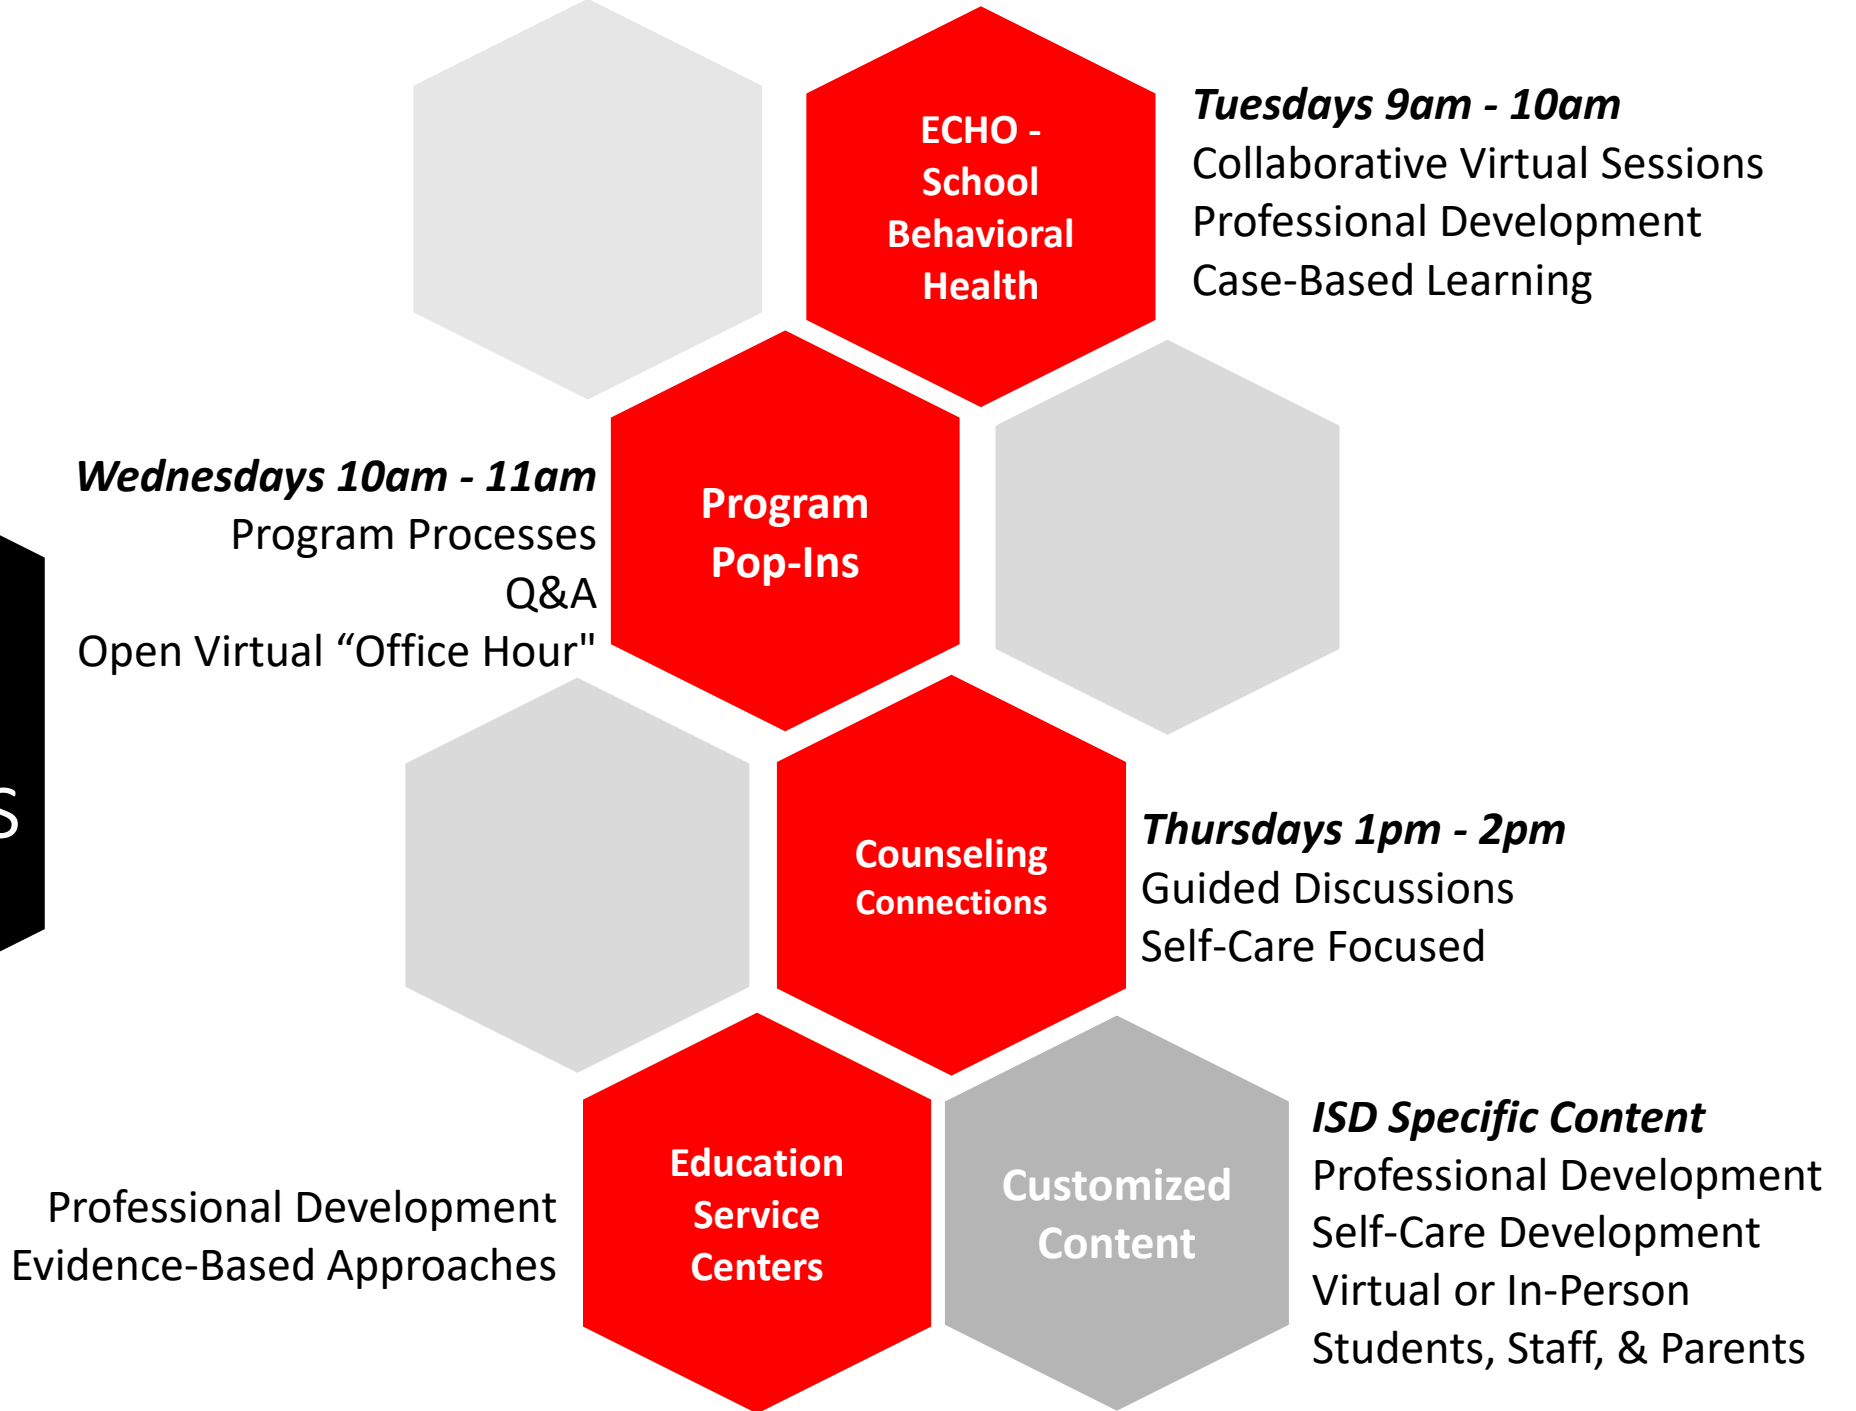 ECHO -
School
Behavioral
Health
Tuesdays 9am - 10am
Collaborative Virtual Sessions
Professional Development
Case-Based Learning
Wednesdays 10am - 11am
Program Processes
Q&A
Open Virtual “Office Hour"
Program
Pop-Ins
S
Counseling
Connections
Thursdays 1pm - 2pm
Guided Discussions
Self-Care Focused
Professional Development
Evidence-Based Approaches
Education
Service
Centers
Customized
Content
ISD Specific Content
Professional Development
Self-Care Development
Virtual or In-Person
Students, Staff, & Parents